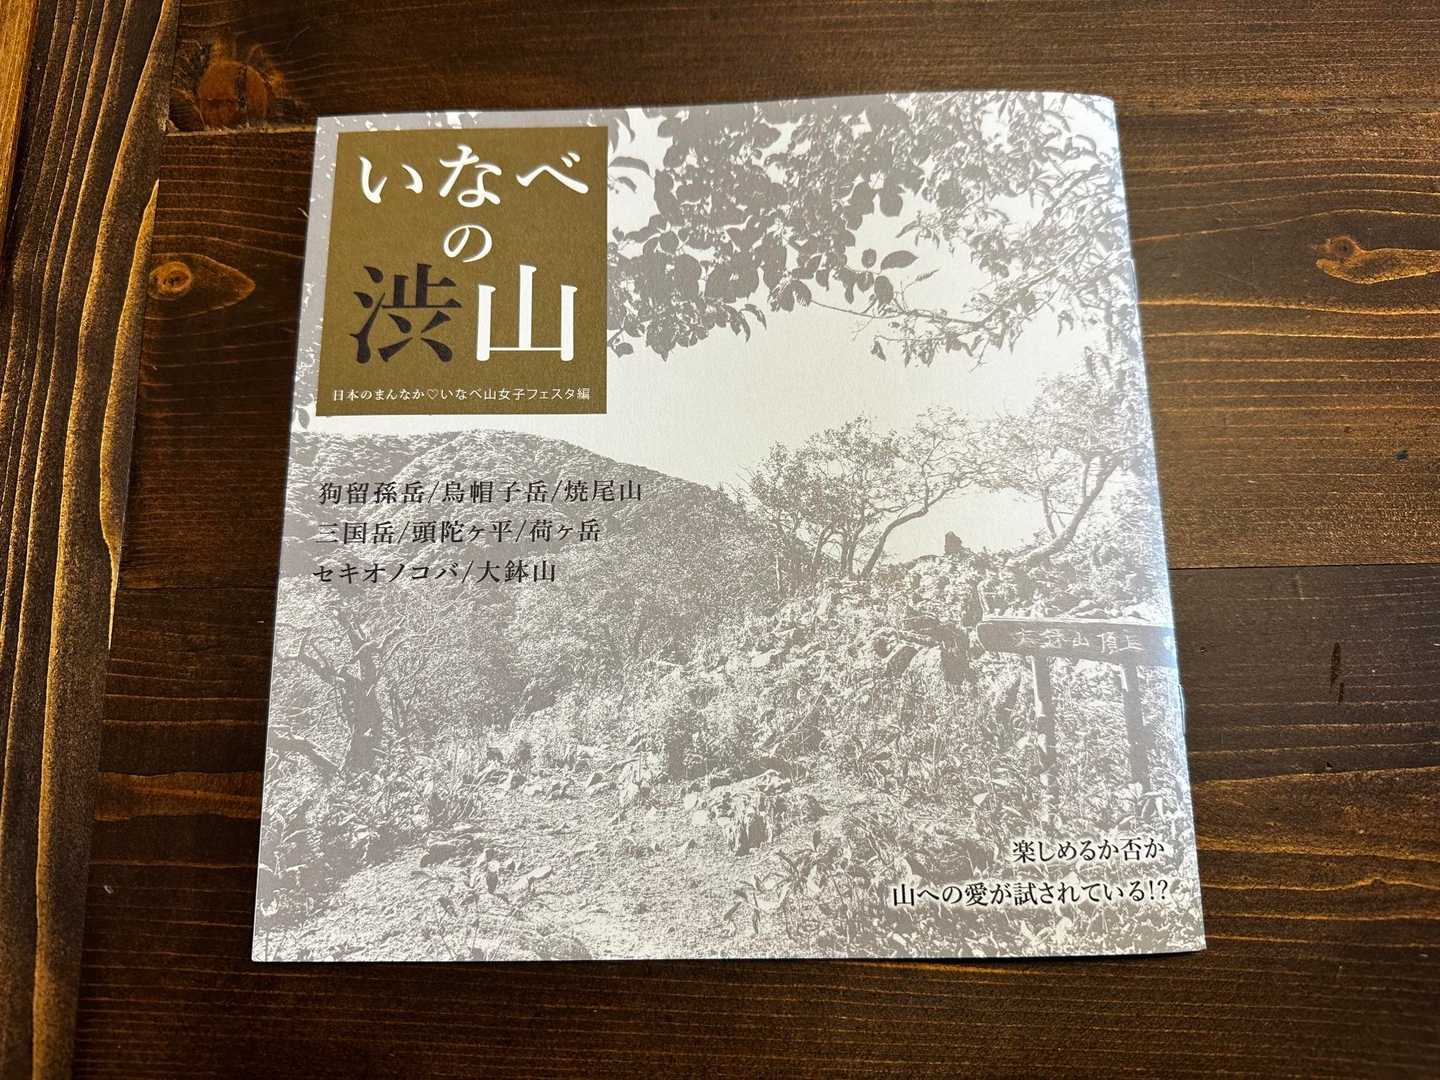 いなべ
の
渋山
日本のまんなか♡いなべ山女子フェスタ編
狗留孫岳/烏帽子岳/焼尾山
三国岳/頭陀ヶ平/荷ヶ岳
セキオノコバ/大鉢山
山頂
楽しめるか否か
山への愛が試されている!?